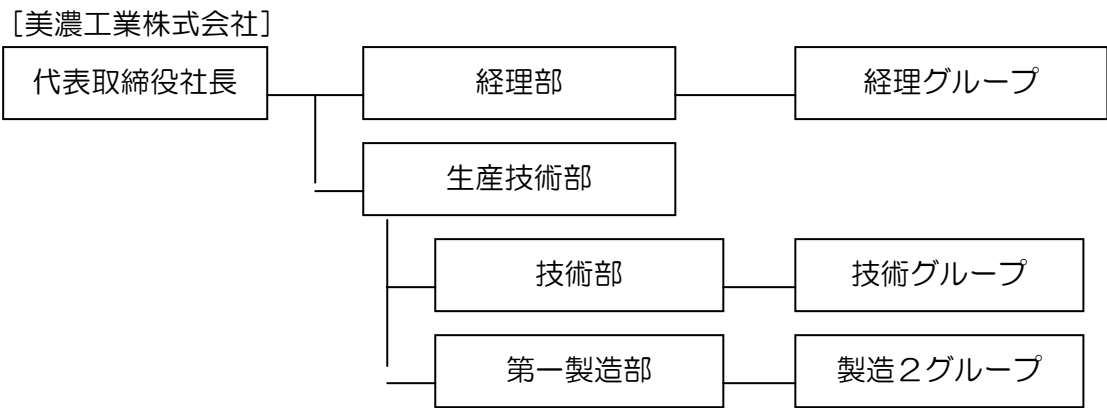 [美濃工業株式会社]
代表取締役社長
経理部
経理グループ
生産技術部
技術部
技術グループ
第一製造部
製造２グループ